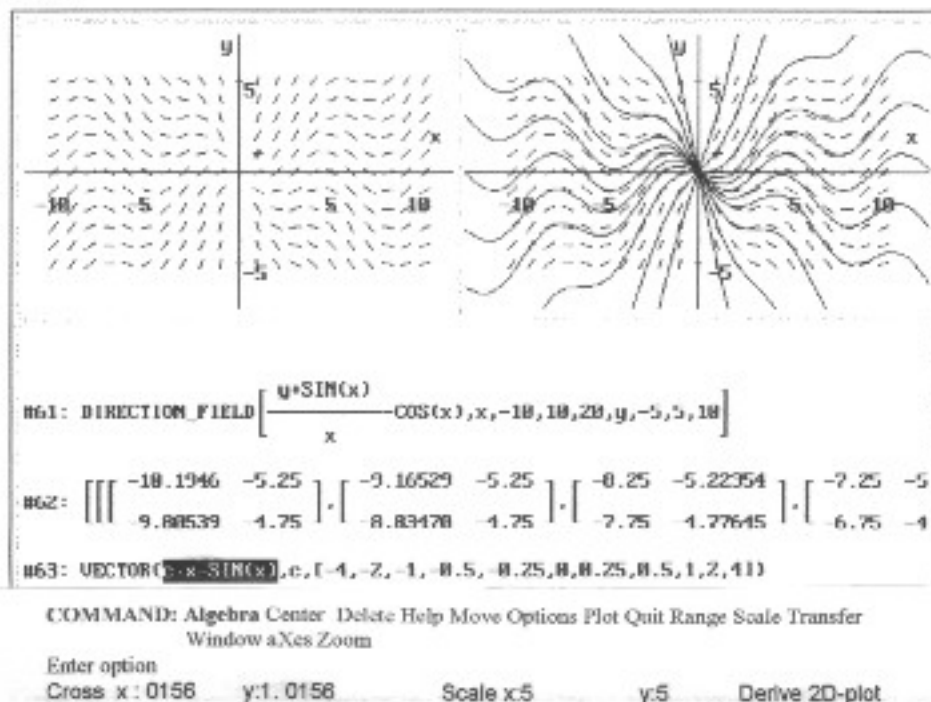 y y
5 5
x x
-10 -5 5 10 -10 -5 5 10
-5 -5
#61: DIRECTION_FIELD[ y+SIN(x)
x -COS(x),x,-10,10,20,y,-5,5,10]
#62: [[[ -10.1946 -5.25 ],[ -9.16529 -5.25 ],[ -8.25 -5.22354 ],[ -7.25 -5
-9.80539 -4.75 -8.83470 -4.75 -7.75 -4.77645 -6.75 -4
#63: VECTOR(c·x-SIN(x),c,[-4,-2,-1,-0.5,-0.25,0,0.25,0.5,1,2,4])
COMMAND: Algebra Center Delete Help Move Options Plot Quit Range Scale Transfer
Window aXes Zoom
Enter option
Cross x : 0156 y:1. 0156 Scale x:5 y:5 Derive 2D-plot